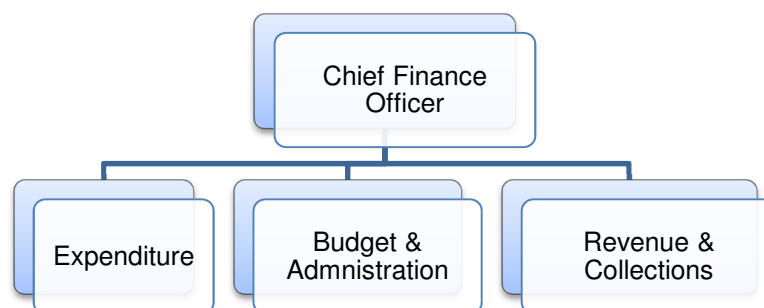 Chief Finance
Officer
Expenditure
Budget &
Admnistration
Revenue &
Collections